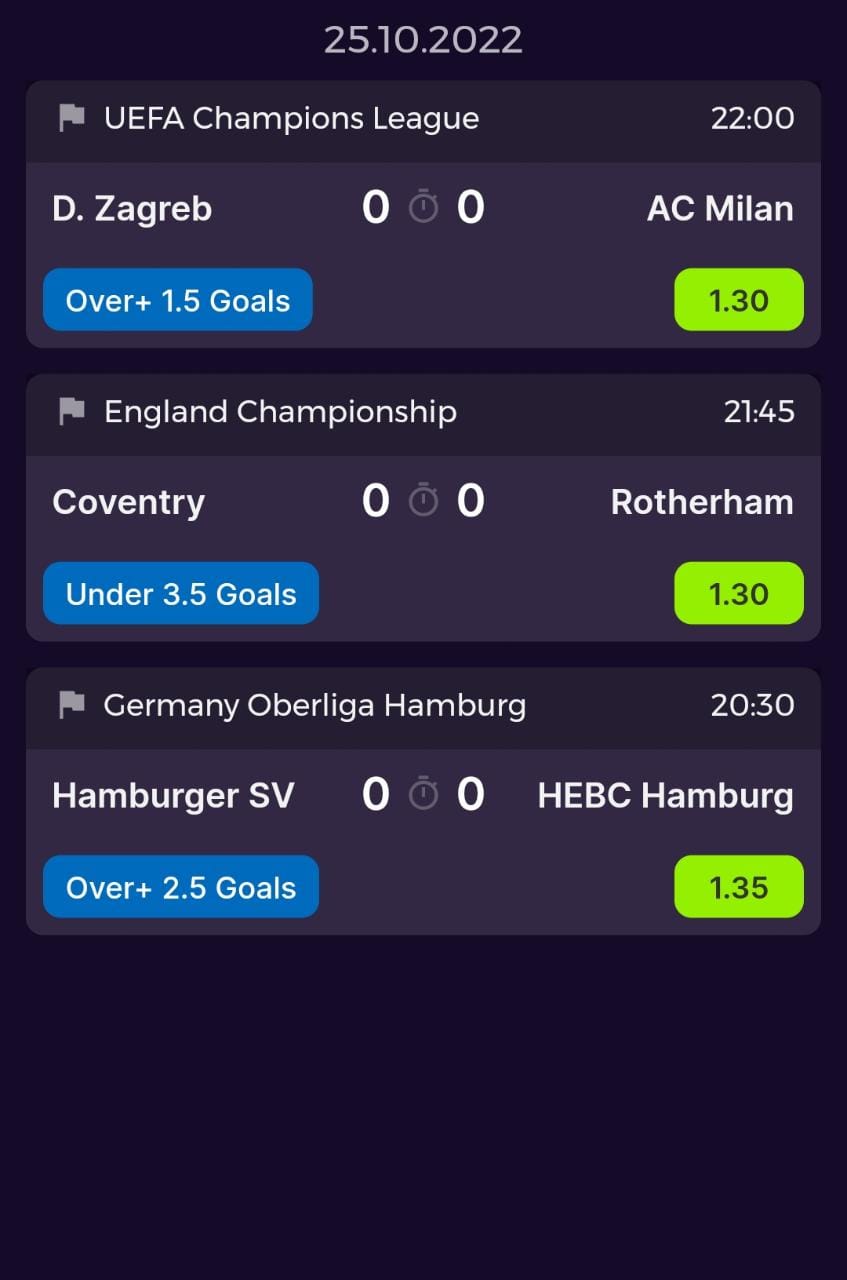 25.10.2022
UEFA Champions League 22:00
D. Zagreb 0 0 AC Milan
Over+ 1.5 Goals 1.30
England Championship 21:45
Coventry 0 0 Rotherham
Under 3.5 Goals 1.30
Germany Oberliga Hamburg 20:30
Hamburger SV 0 0 HEBC Hamburg
Over+ 2.5 Goals 1.35